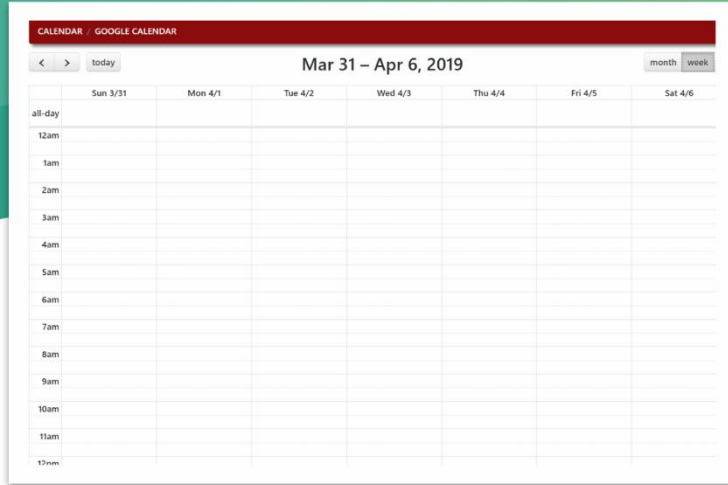 CALENDAR / GOOGLE CALENDAR
< > today Mar 31 – Apr 6, 2019 month week
Sun 3/31 Mon 4/1 Tue 4/2 Wed 4/3 Thu 4/4 Fri 4/5 Sat 4/6
all-day
12am
1am
2am
3am
4am
5am
6am
7am
8am
9am
10am
11am
12pm